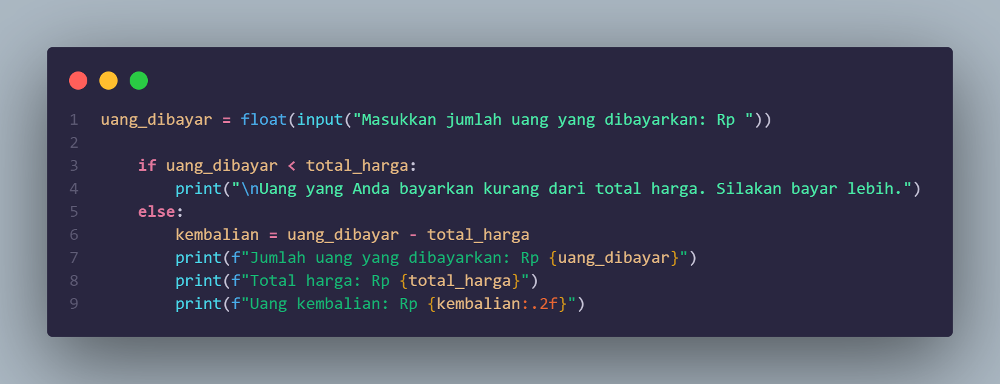 1 uang_dibayar = float(input("Masukkan jumlah uang yang dibayarkan: Rp "))
2
3     if uang_dibayar < total_harga:
4         print("\nUang yang Anda bayarkan kurang dari total harga. Silakan bayar lebih.")
5     else:
6         kembalian = uang_dibayar - total_harga
7         print(f"Jumlah uang yang dibayarkan: Rp {uang_dibayar}")
8         print(f"Total harga: Rp {total_harga}")
9         print(f"Uang kembalian: Rp {kembalian:.2f}")